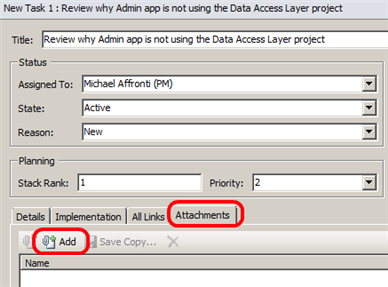 New Task 1 : Review why Admin app is not using the Data Access Layer project
Title: Review why Admin app is not using the Data Access Layer project
Status
Assigned To: Michael Affronti (PM)
State: Active
Reason: New
Planning
Stack Rank: 1 Priority: 2
Details Implementation All Links Attachments
Add Save Copy...
Name